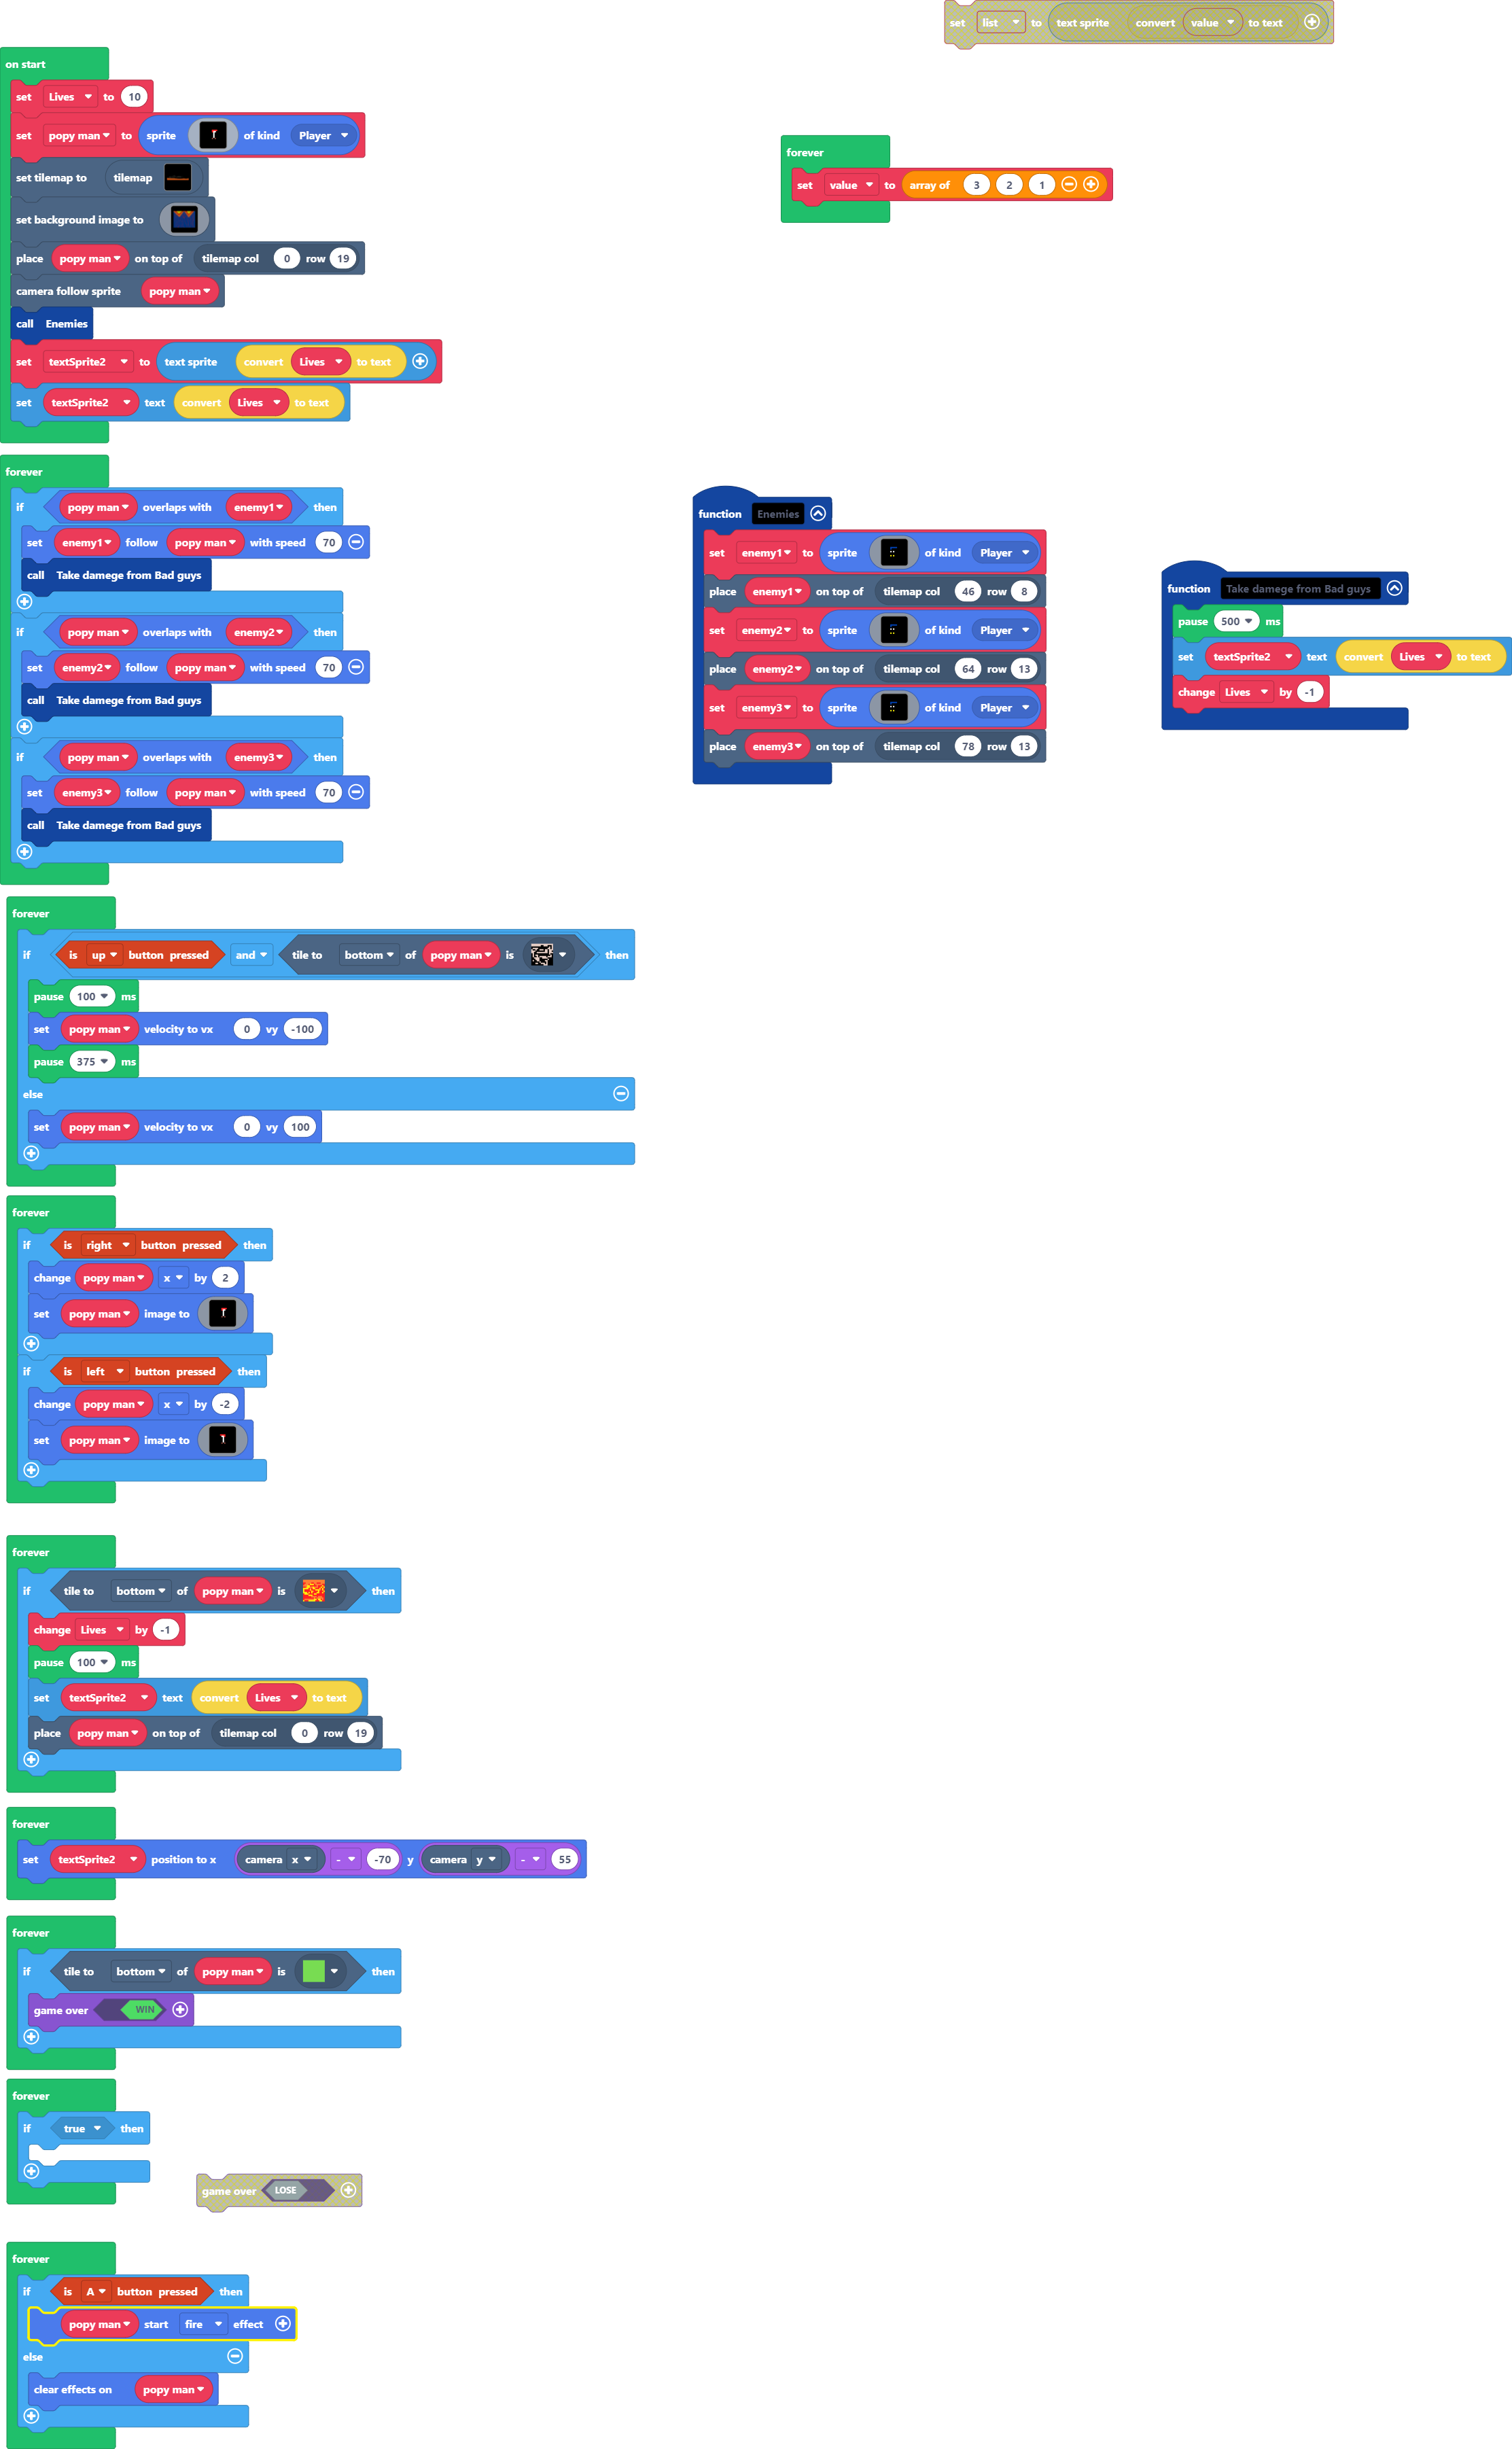 set list to text sprite convert value to text
on start
set Lives to 10
set popy man to sprite of kind Player
set tilemap to tilemap
set background image to
place popy man on top of tilemap col 0 row 19
camera follow sprite popy man
call Enemies
set textSprite2 to text sprite convert Lives to text
set textSprite2 text convert Lives to text
forever
set value to array of 3 2 1
forever
if popy man overlaps with enemy1 then
set enemy1 follow popy man with speed 70
call Take damege from Bad guys
if popy man overlaps with enemy2 then
set enemy2 follow popy man with speed 70
call Take damege from Bad guys
if popy man overlaps with enemy3 then
set enemy3 follow popy man with speed 70
call Take damege from Bad guys
function Enemies
set enemy1 to sprite of kind Player
place enemy1 on top of tilemap col 46 row 8
set enemy2 to sprite of kind Player
place enemy2 on top of tilemap col 64 row 13
set enemy3 to sprite of kind Player
place enemy3 on top of tilemap col 78 row 13
function Take damege from Bad guys
pause 500 ms
set textSprite2 text convert Lives to text
change Lives by -1
forever
if is up button pressed and tile to bottom of popy man is then
pause 100 ms
set popy man velocity to vx 0 vy -100
pause 375 ms
else
set popy man velocity to vx 0 vy 100
forever
if is right button pressed then
change popy man x by 2
set popy man image to
if is left button pressed then
change popy man x by -2
set popy man image to
forever
if tile to bottom of popy man is then
change Lives by -1
pause 100 ms
set textSprite2 text convert Lives to text
place popy man on top of tilemap col 0 row 19
forever
set textSprite2 position to x camera x - -70 y camera y - 55
forever
if tile to bottom of popy man is then
game over WIN
forever
if true then
game over LOSE
forever
if is A button pressed then
popy man start fire effect
else
clear effects on popy man